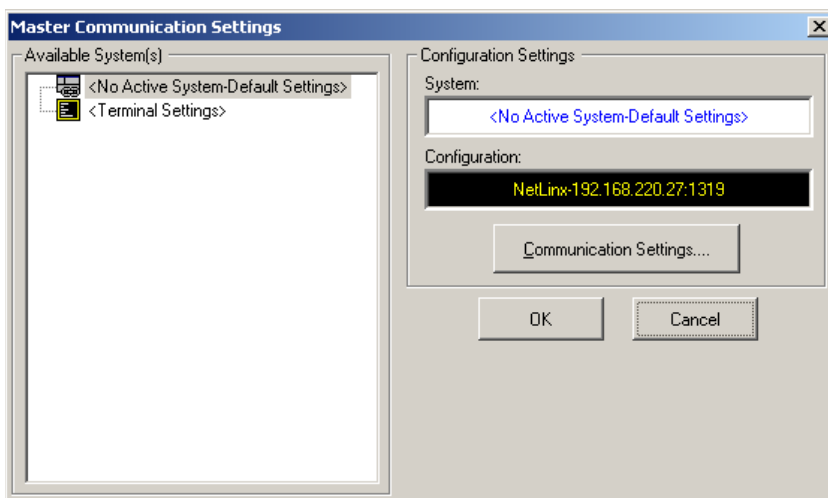 Master Communication Settings
Available System(s)
<No Active System-Default Settings>
<Terminal Settings>
Configuration Settings
System:
<No Active System-Default Settings>
Configuration:
NetLinx-192.168.220.27:1319
Communication Settings....
OK
Cancel